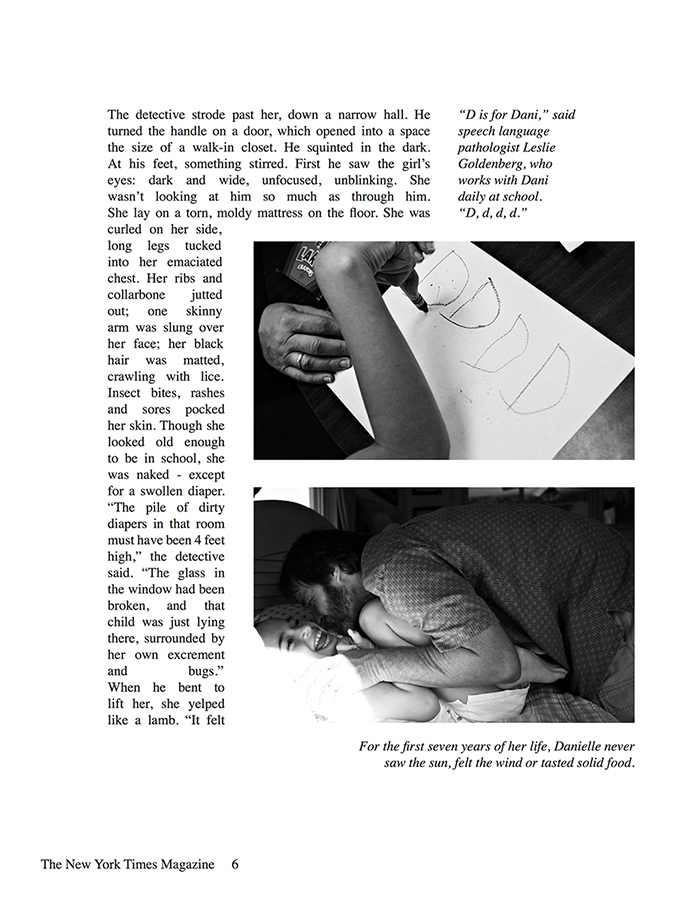 The detective strode past her, down a narrow hall. He
turned the handle on a door, which opened into a space
the size of a walk-in closet. He squinted in the dark.
At his feet, something stirred. First he saw the girl’s
eyes: dark and wide, unfocused, unblinking. She
wasn’t looking at him so much as through him.
She lay on a torn, moldy mattress on the floor. She was
curled on her side,
long legs tucked
into her emaciated
chest. Her ribs and
collarbone jutted
out; one skinny
arm was slung over
her face; her black
hair was matted,
crawling with lice.
Insect bites, rashes
and sores pocked
her skin. Though she
looked old enough
to be in school, she
was naked - except
for a swollen diaper.
“The pile of dirty
diapers in that room
must have been 4 feet
high,” the detective
said. “The glass in
the window had been
broken, and that
child was just lying
there, surrounded by
her own excrement
and bugs.”
When he bent to
lift her, she yelped
like a lamb. “It felt
“D is for Dani,” said
speech language
pathologist Leslie
Goldenberg, who
works with Dani
daily at school.
“D, d, d, d.”
D D D D
For the first seven years of her life, Danielle never
saw the sun, felt the wind or tasted solid food.
The New York Times Magazine 6